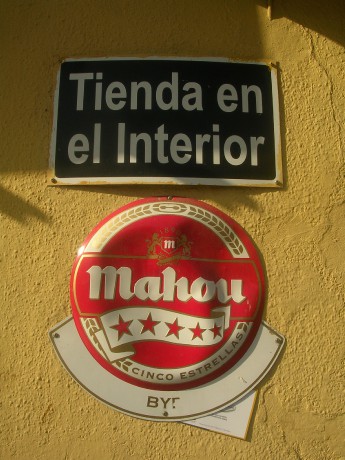 Tienda en
el Interior
m
Mahou
CINCO ESTRELLAS